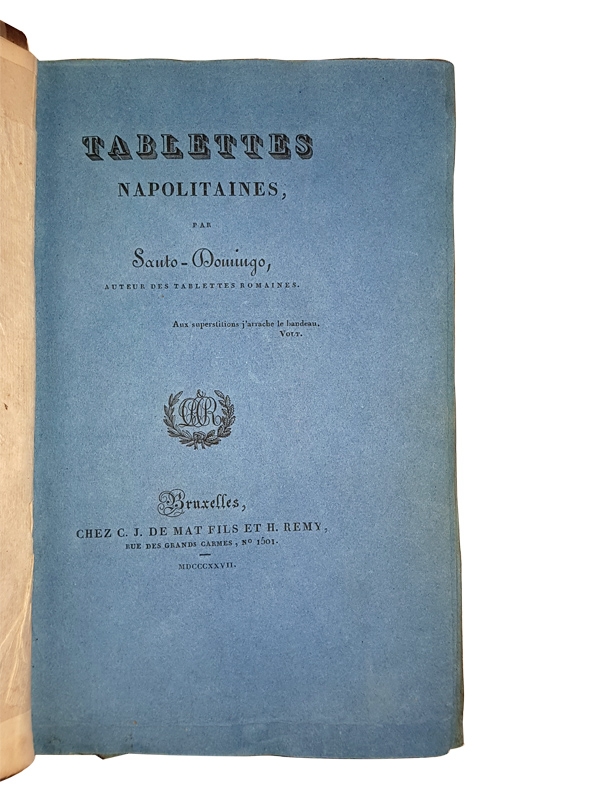 TABLETTES
NAPOLITAINES,
PAR
Santo-Domingo,
AUTEUR DES TABLETTES ROMAINES.
Aux superstitions j'arrache le bandeau.
VOLT.
Bruxelles,
CHEZ C. J. DE MAT FILS ET H. REMY,
RUE DES GRANDS CARMES, No 1501.
MDCCCXXVII.